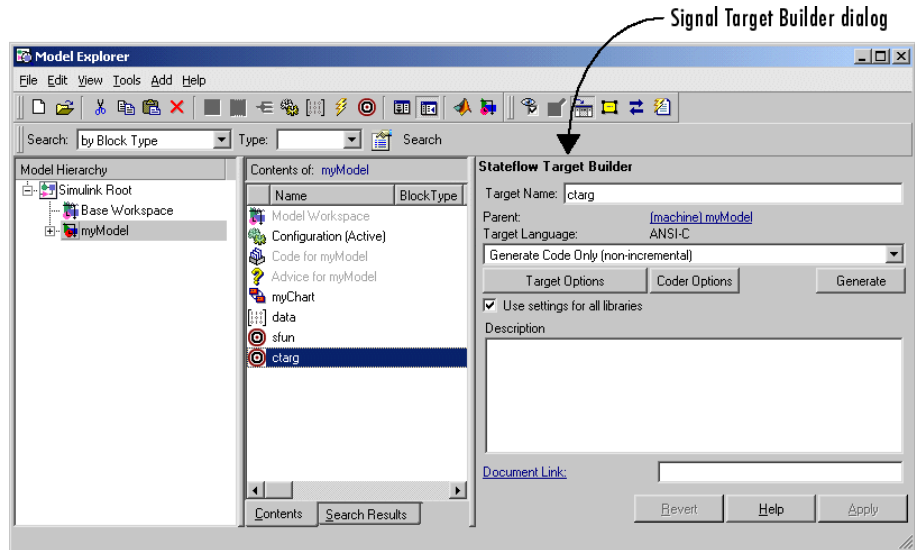 Signal Target Builder dialog
Model Explorer
File Edit View Tools Add Help
Search: by Block Type Type: Search
Model Hierarchy
Simulink Root
Base Workspace
myModel
Contents of: myModel
Name BlockType
Model Workspace
Configuration (Active)
Code for myModel
Advice for myModel
myChart
data
sfun
ctarg
Contents Search Results
Stateflow Target Builder
Target Name: ctarg
Parent: (machine) myModel
Target Language: ANSI-C
Generate Code Only (non-incremental)
Target Options Coder Options Generate
Use settings for all libraries
Description
Document Link:
Revert Help Apply